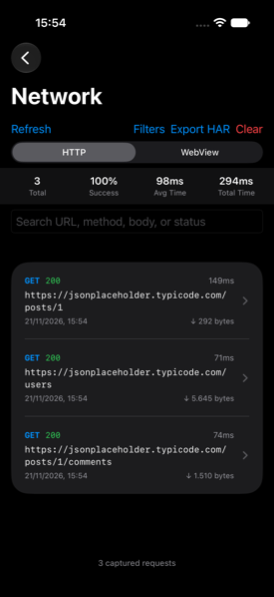 15:54
Network
Refresh Filters Export HAR Clear
HTTP WebView
3 100% 98ms 294ms
Total Success Avg Time Total Time
Search URL, method, body, or status
GET 200 149ms
https://jsonplaceholder.typicode.com/
posts/1
21/11/2026, 15:54 ↓ 292 bytes
GET 200 71ms
https://jsonplaceholder.typicode.com/
users
21/11/2026, 15:54 ↓ 5.645 bytes
GET 200 74ms
https://jsonplaceholder.typicode.com/
posts/1/comments
21/11/2026, 15:54 ↓ 1.510 bytes
3 captured requests